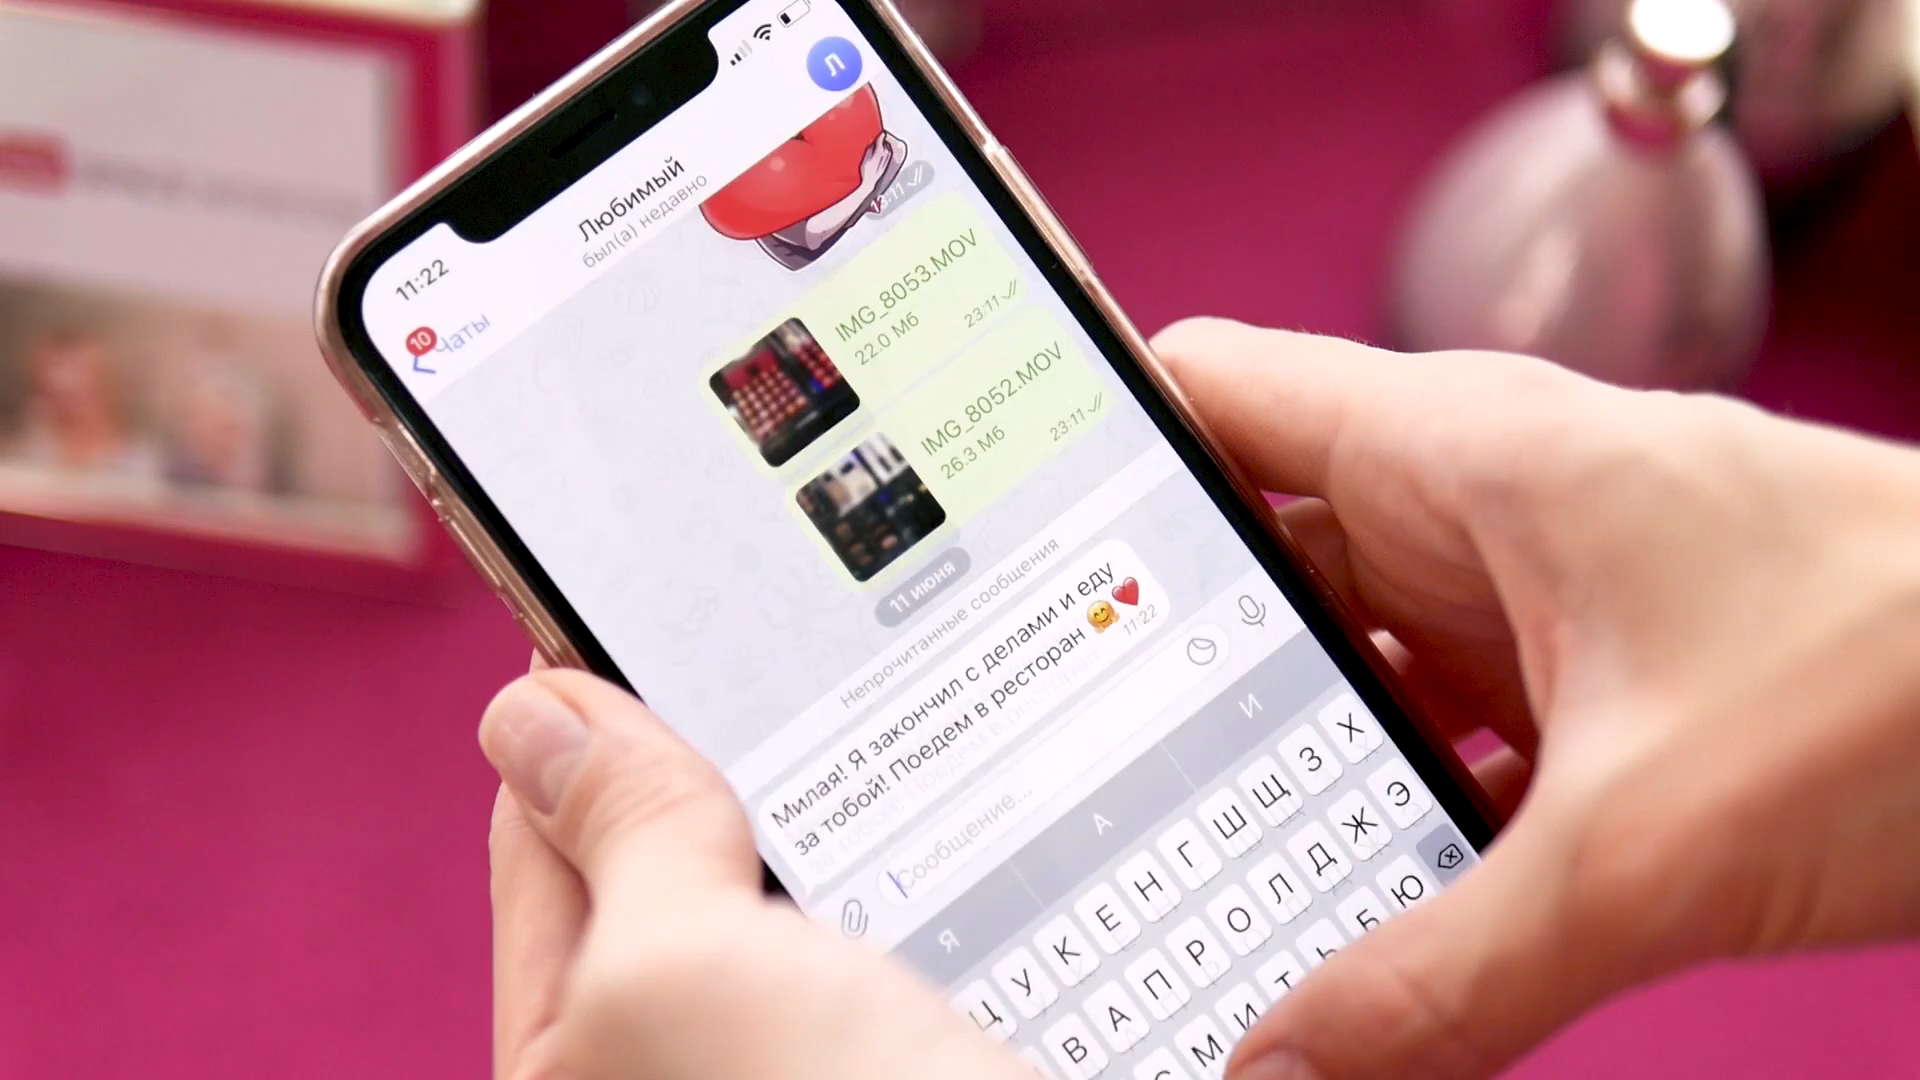 11:22
10
Чаты
Любимый
был(а) недавно
Л
23:11
IMG_8053.MOV
22.0 Мб
23:11
IMG_8052.MOV
26.3 Мб
23:11
11 июня
Непрочитанные сообщения
Милая! Я закончил с делами и еду
за тобой! Поедем в ресторан 🤗❤️
11:22
Сообщение...
Я А И
Ц У К Е Н Г Ш Щ З Х
В А П Р О Л Д Ж Э
С М И Т Ь Б Ю